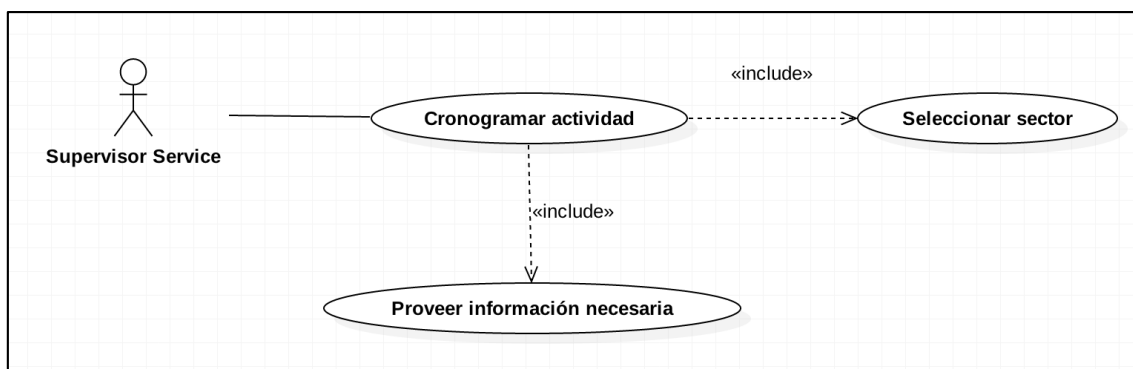 «include»
Cronogramar actividad
Seleccionar sector
Supervisor Service
«include»
Proveer información necesaria